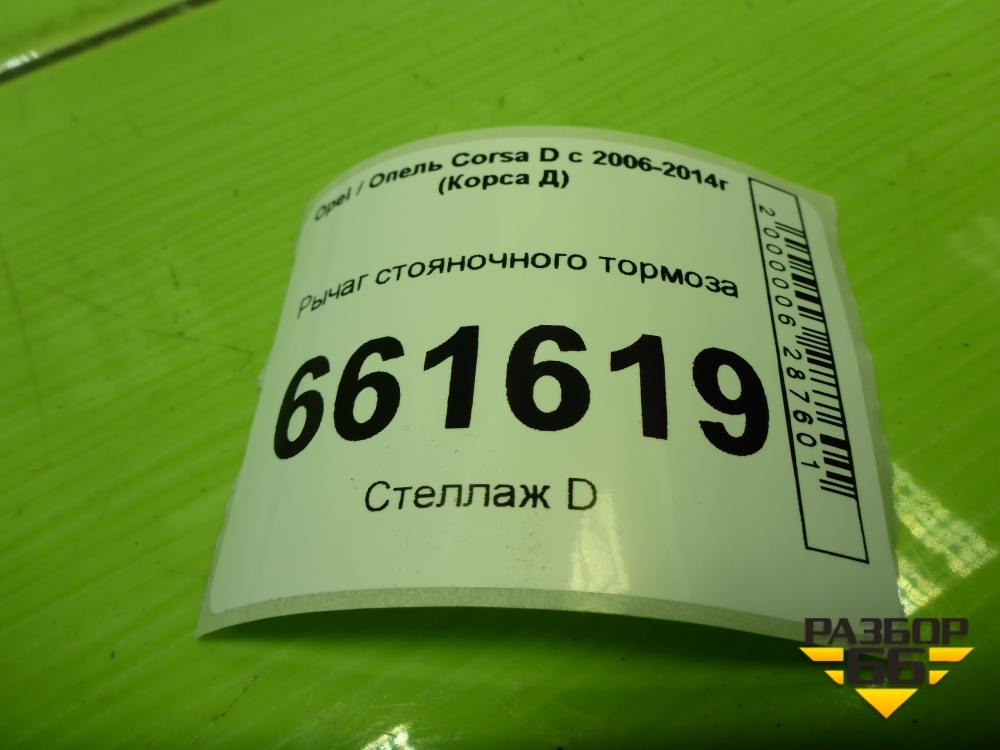 Opel / Опель Corsa D с 2006-2014г
(Корса Д)
Рычаг стояночного тормоза
661619
Стеллаж D
2000006287601
РАЗБОР
66